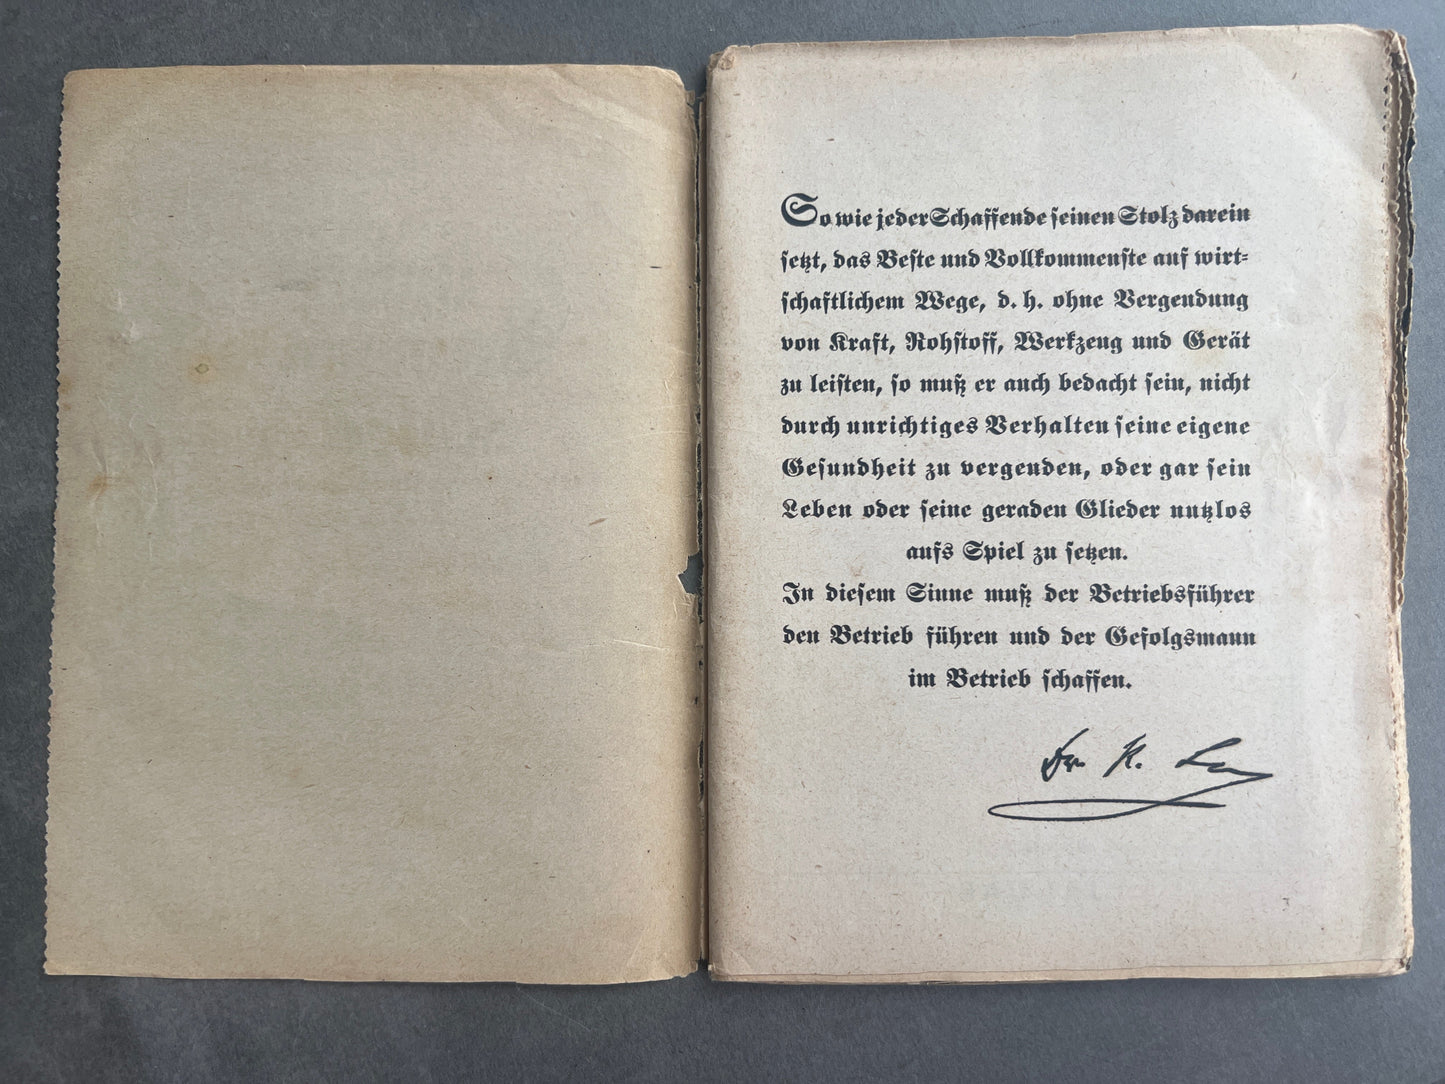 So wie jeder Schaffende seinen Stolz darein
setzt, das Beste und Vollkommenste auf wirt=
schaftlichem Wege, d. h. ohne Vergendung
von Kraft, Rohstoff, Werkzeug und Gerät
zu leisten, so muß er auch bedacht sein, nicht
durch unrichtiges Verhalten seine eigene
Gesundheit zu vergenden, oder gar sein
Leben oder seine geraden Glieder nutzlos
aufs Spiel zu setzen.
In diesem Sinne muß der Betriebsführer
den Betrieb führen und der Gefolgsmann
im Betrieb schaffen.
Dr. R.